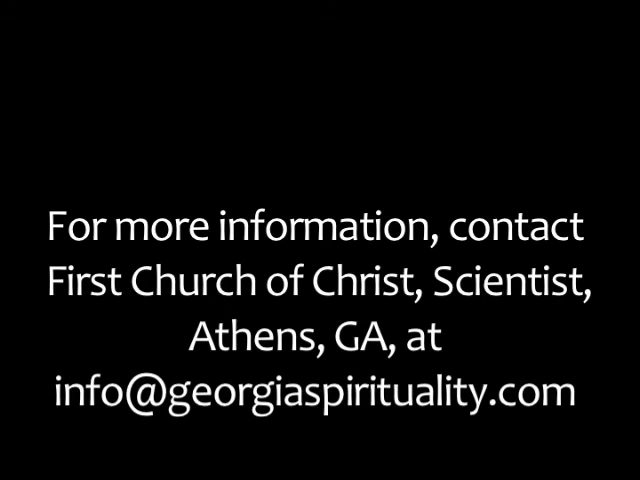 For more information, contact
First Church of Christ, Scientist,
Athens, GA, at
info@georgiaspirituality.com